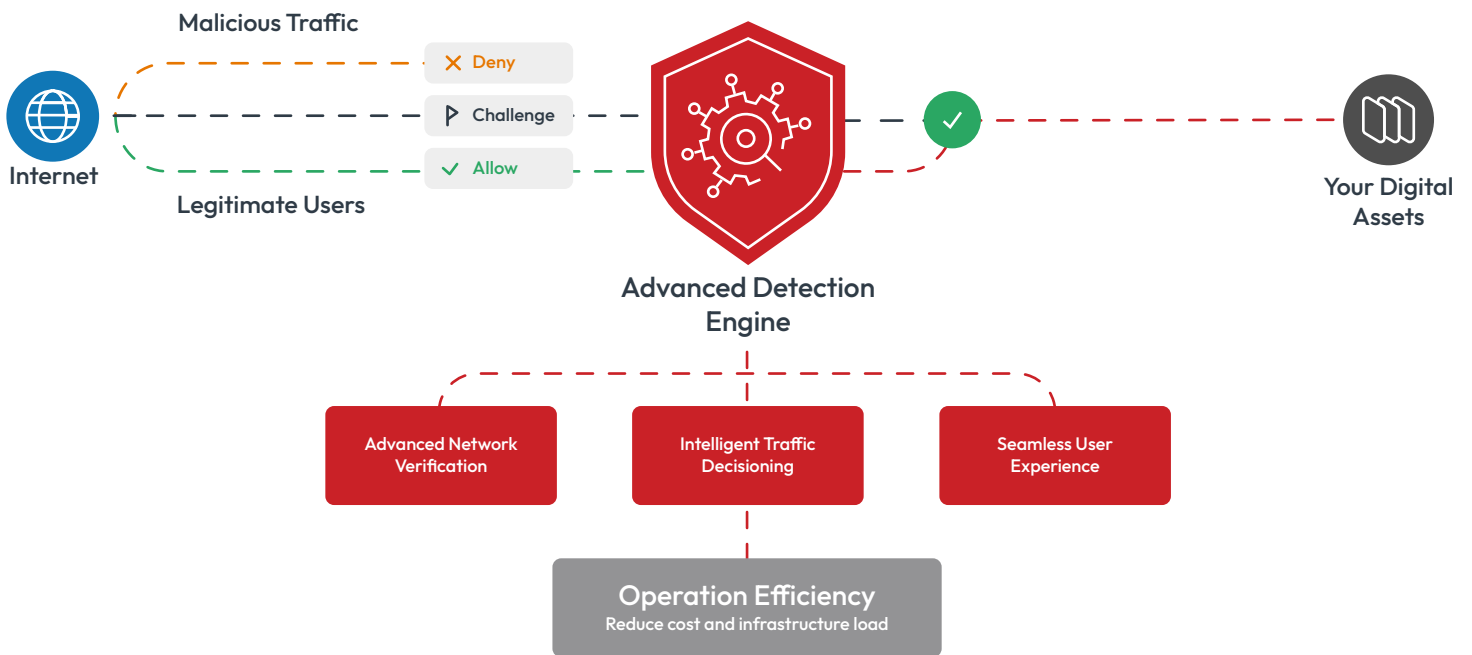 Malicious Traffic
Deny
Challenge
Allow
Internet
Legitimate Users
Your Digital
Assets
Advanced Detection
Engine
Advanced Network
Verification
Intelligent Traffic
Decisioning
Seamless User
Experience
Operation Efficiency
Reduce cost and infrastructure load